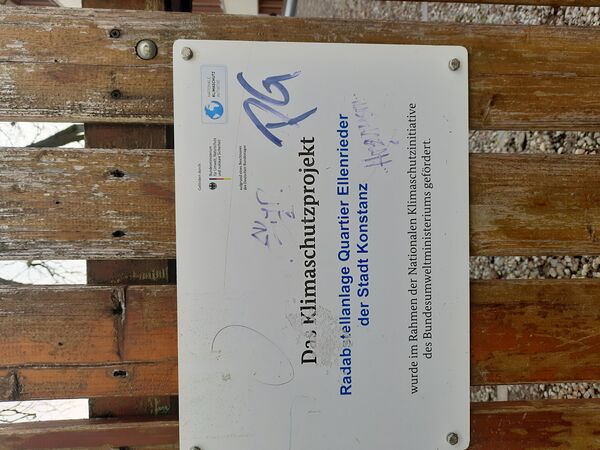 Gefördert durch:
Bundesministerium
für Umwelt, Naturschutz
und nukleare Sicherheit
NATIONALE
KLIMASCHUTZ
INITIATIVE
aufgrund eines Beschlusses
des Deutschen Bundestages
PG
Das Klimaschutzprojekt
Radabstellanlage Quartier Ellenrieder
der Stadt Konstanz
wurde im Rahmen der Nationalen Klimaschutzinitiative
des Bundesumweltministeriums gefördert.